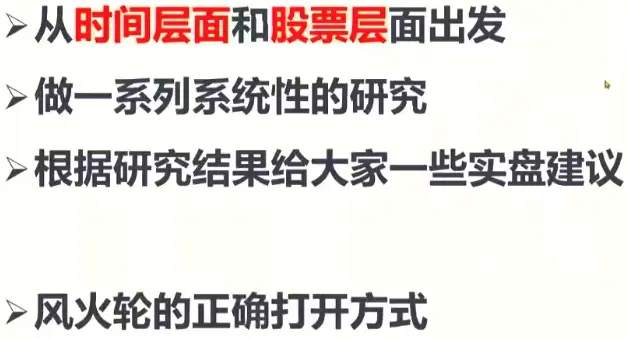 ➢从时间层面和股票层面出发
➢做一系列系统性的研究
➢根据研究结果给大家一些实盘建议
➢风火轮的正确打开方式